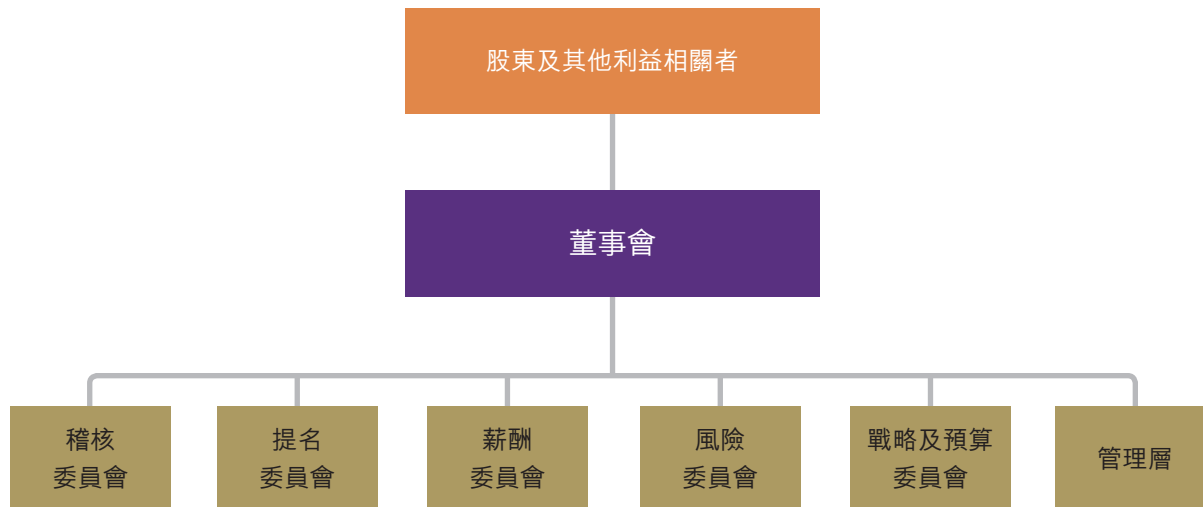 股東及其他利益相關者
董事會
稽核
委員會
提名
委員會
薪酬
委員會
風險
委員會
戰略及預算
委員會
管理層